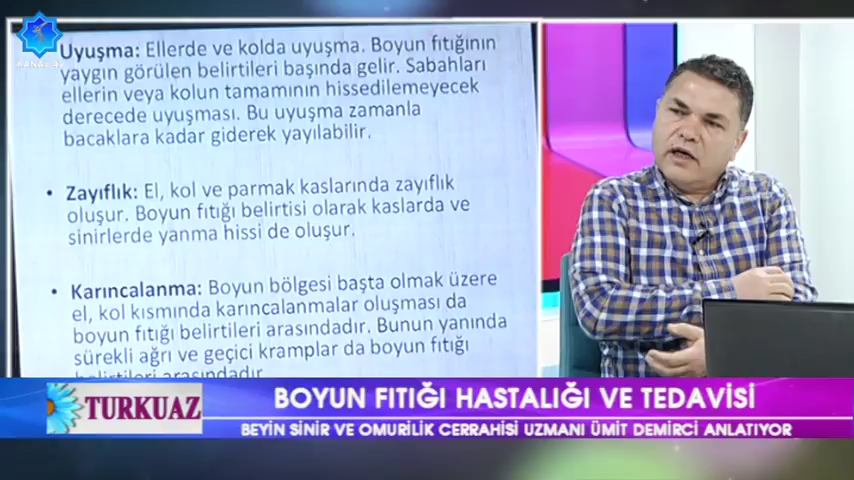 Uyuşma: Ellerde ve kolda uyuşma. Boyun fıtığının
yaygın görülen belirtileri başında gelir. Sabahları
ellerin veya kolun tamamının hissedilemeyecek
derecede uyuşması. Bu uyuşma zamanla
bacaklara kadar giderek yayılabilir.
• Zayıflık: El, kol ve parmak kaslarında zayıflık
oluşur. Boyun fıtığı belirtisi olarak kaslarda ve
sinirlerde yanma hissi de oluşur.
• Karıncalanma: Boyun bölgesi başta olmak üzere
el, kol kısmında karıncalanmalar oluşması da
boyun fıtığı belirtileri arasındadır. Bunun yanında
sürekli ağrı ve geçici kramplar da boyun fıtığı
belirtileri arasındadır
TURKUAZ
BOYUN FITIĞI HASTALIĞI VE TEDAVİSİ
BEYİN SİNİR VE OMURİLİK CERRAHİSİ UZMANI ÜMİT DEMİRCİ ANLATIYOR